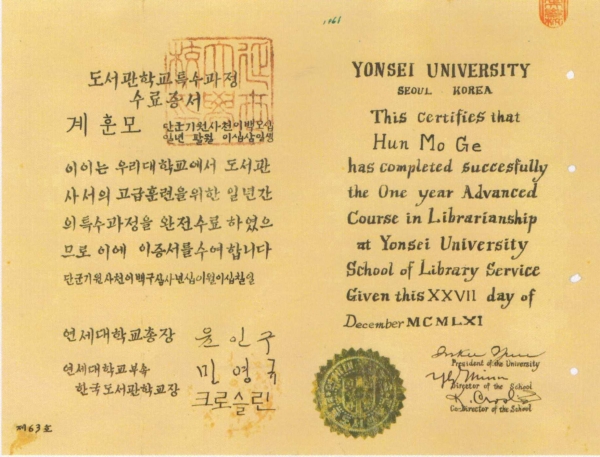 1961
도서관학교특수과정
수료증서
계 훈 모 단군기원사천이백오십
일년 팔월 이십삼일생
이이는 우리대학교에서 도서관
사서의 고급훈련을위한 일년간
의특수과정을 완전수료 하였으
므로 이에 이증서를수여합니다
단군기원사천이백구십사년십이월이십칠일
연세대학교총장 윤인구
연세대학교부속 민영규
한국도서관학교장 크로슬린
제63호
YONSEI UNIVERSITY
SEOUL KOREA
This certifies that
Hun Mo Ge
has completed succesfully
the One year Advanced
Course in Librarianship
at Yonsei University
School of Library Service
Given this XXVII day of
December MCMLXI
President of the University
Director of the School
Co-Director of the School